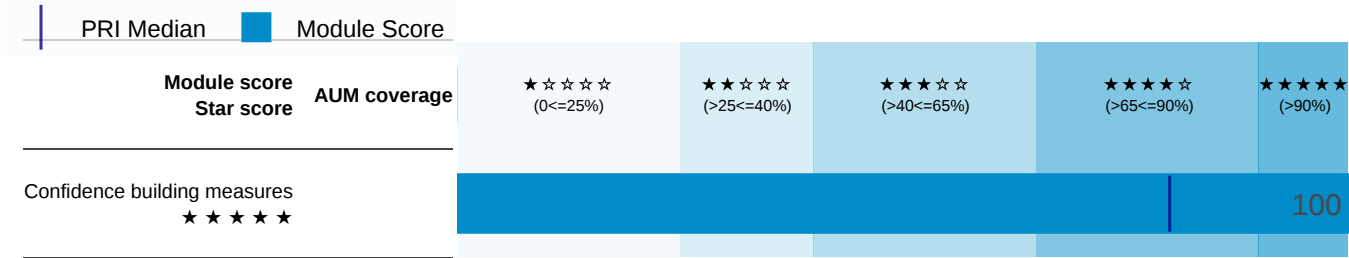 PRI Median Module Score
Module score
Star score
AUM coverage
★☆☆☆☆
(0<=25%)
★★☆☆☆
(>25<=40%)
★★★☆☆
(>40<=65%)
★★★★☆
(>65<=90%)
★★★★★
(>90%)
Confidence building measures
★★★★★
100